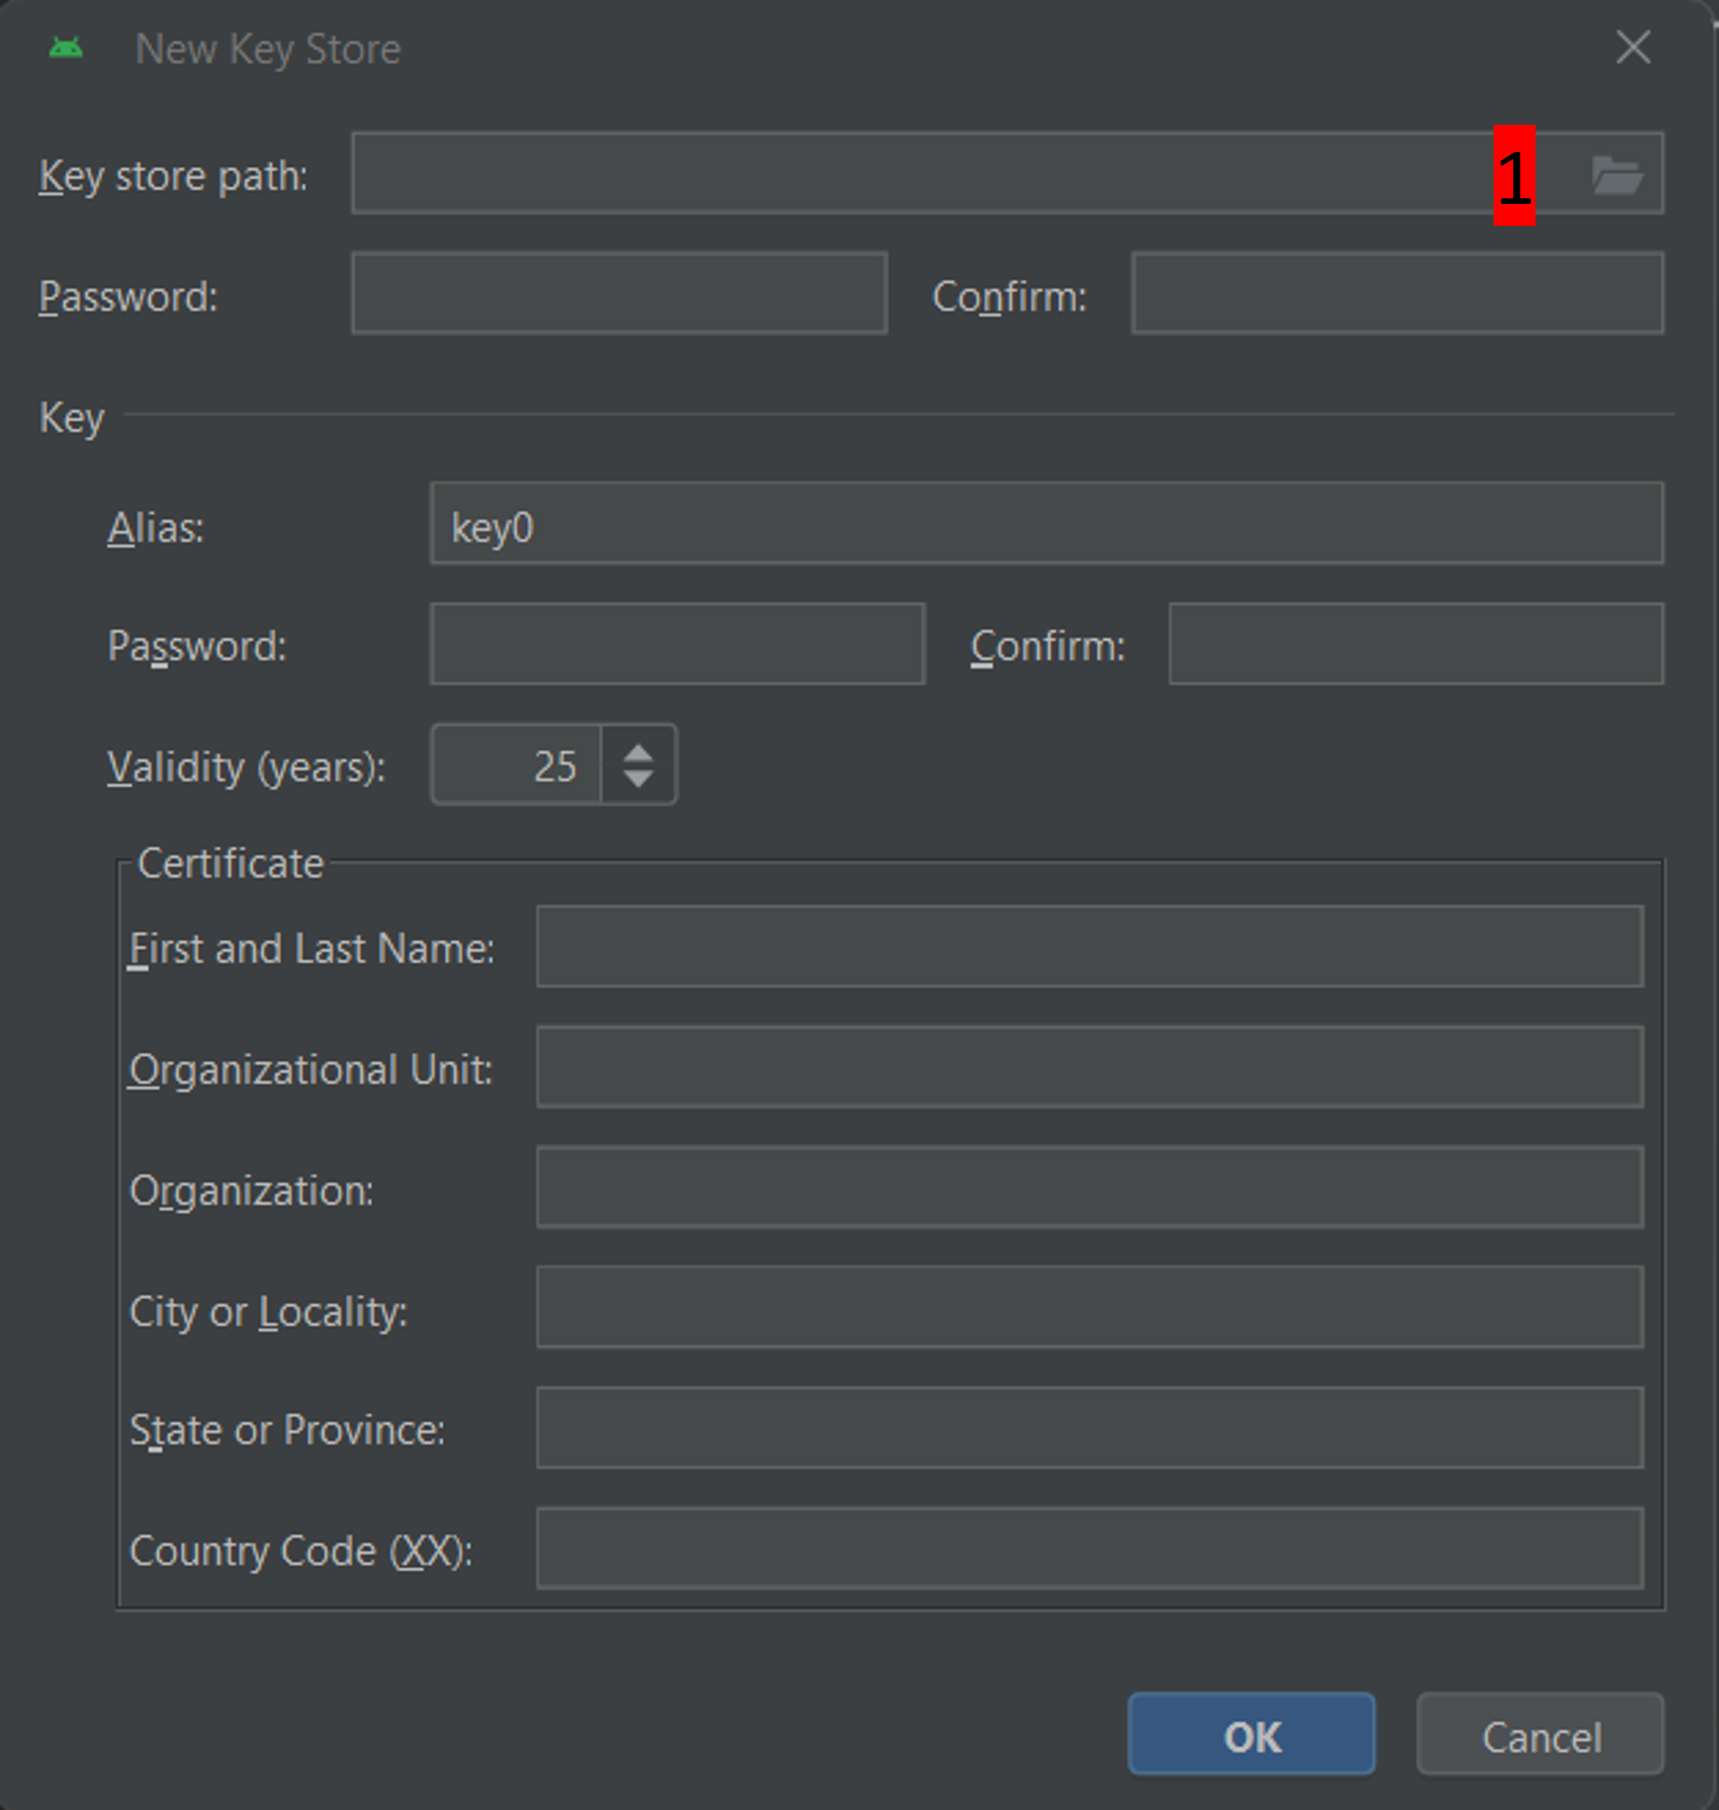 New Key Store
Key store path: 1
Password: Confirm:
Key
Alias: key0
Password: Confirm:
Validity (years): 25
Certificate
First and Last Name:
Organizational Unit:
Organization:
City or Locality:
State or Province:
Country Code (XX):
OK Cancel